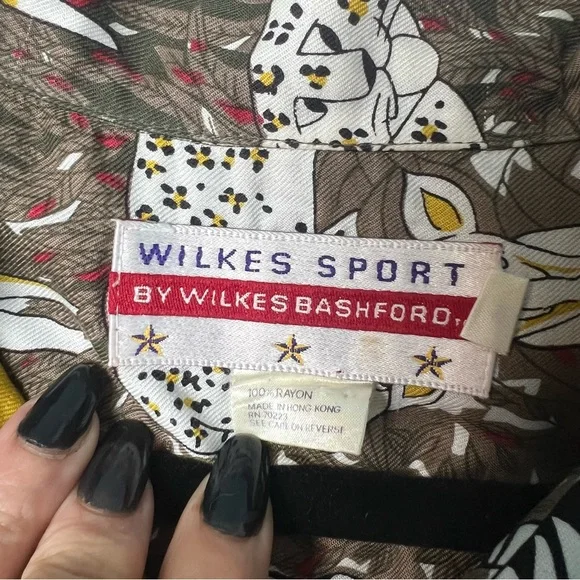 WILKES SPORT
BY WILKES BASHFORD
100% RAYON
MADE IN HONG KONG
RN 70223
SEE CARE ON REVERSE